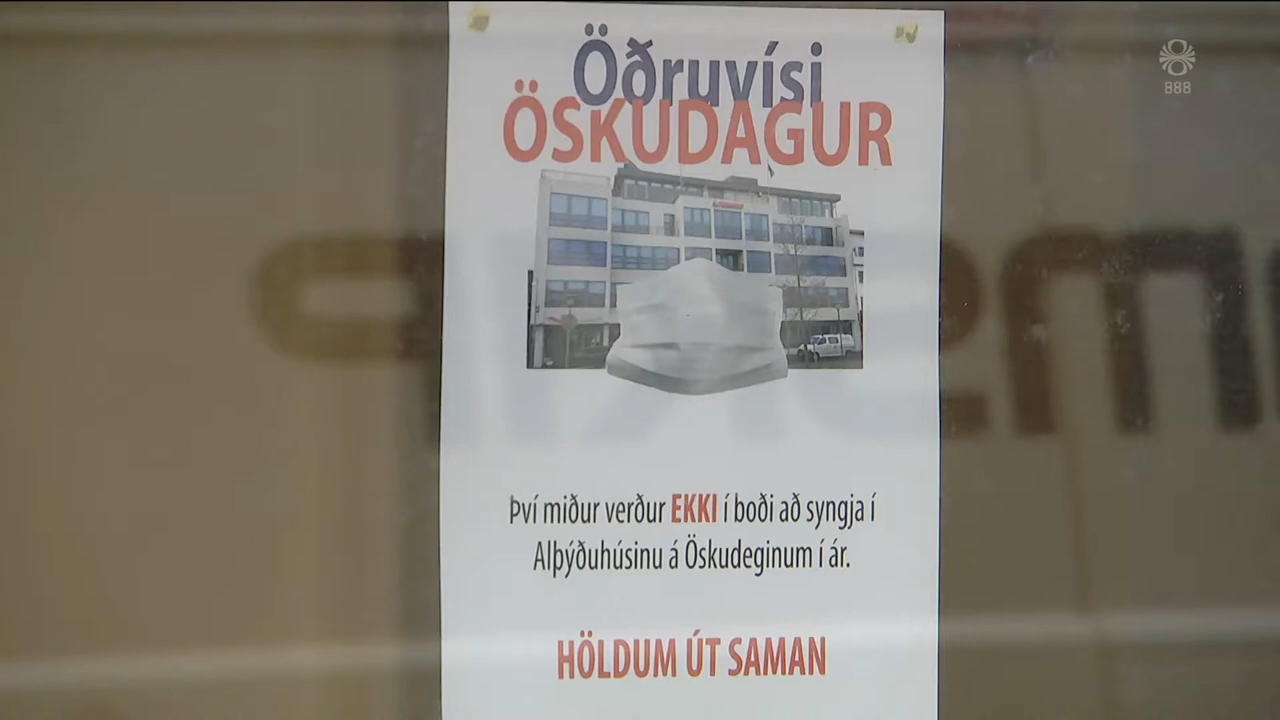 Öðruvísi
ÖSKUDAGUR
888
Því miður verður EKKI í boði að syngja í
Alþýðuhúsinu á Öskudeginum í ár.
HÖLDUM ÚT SAMAN